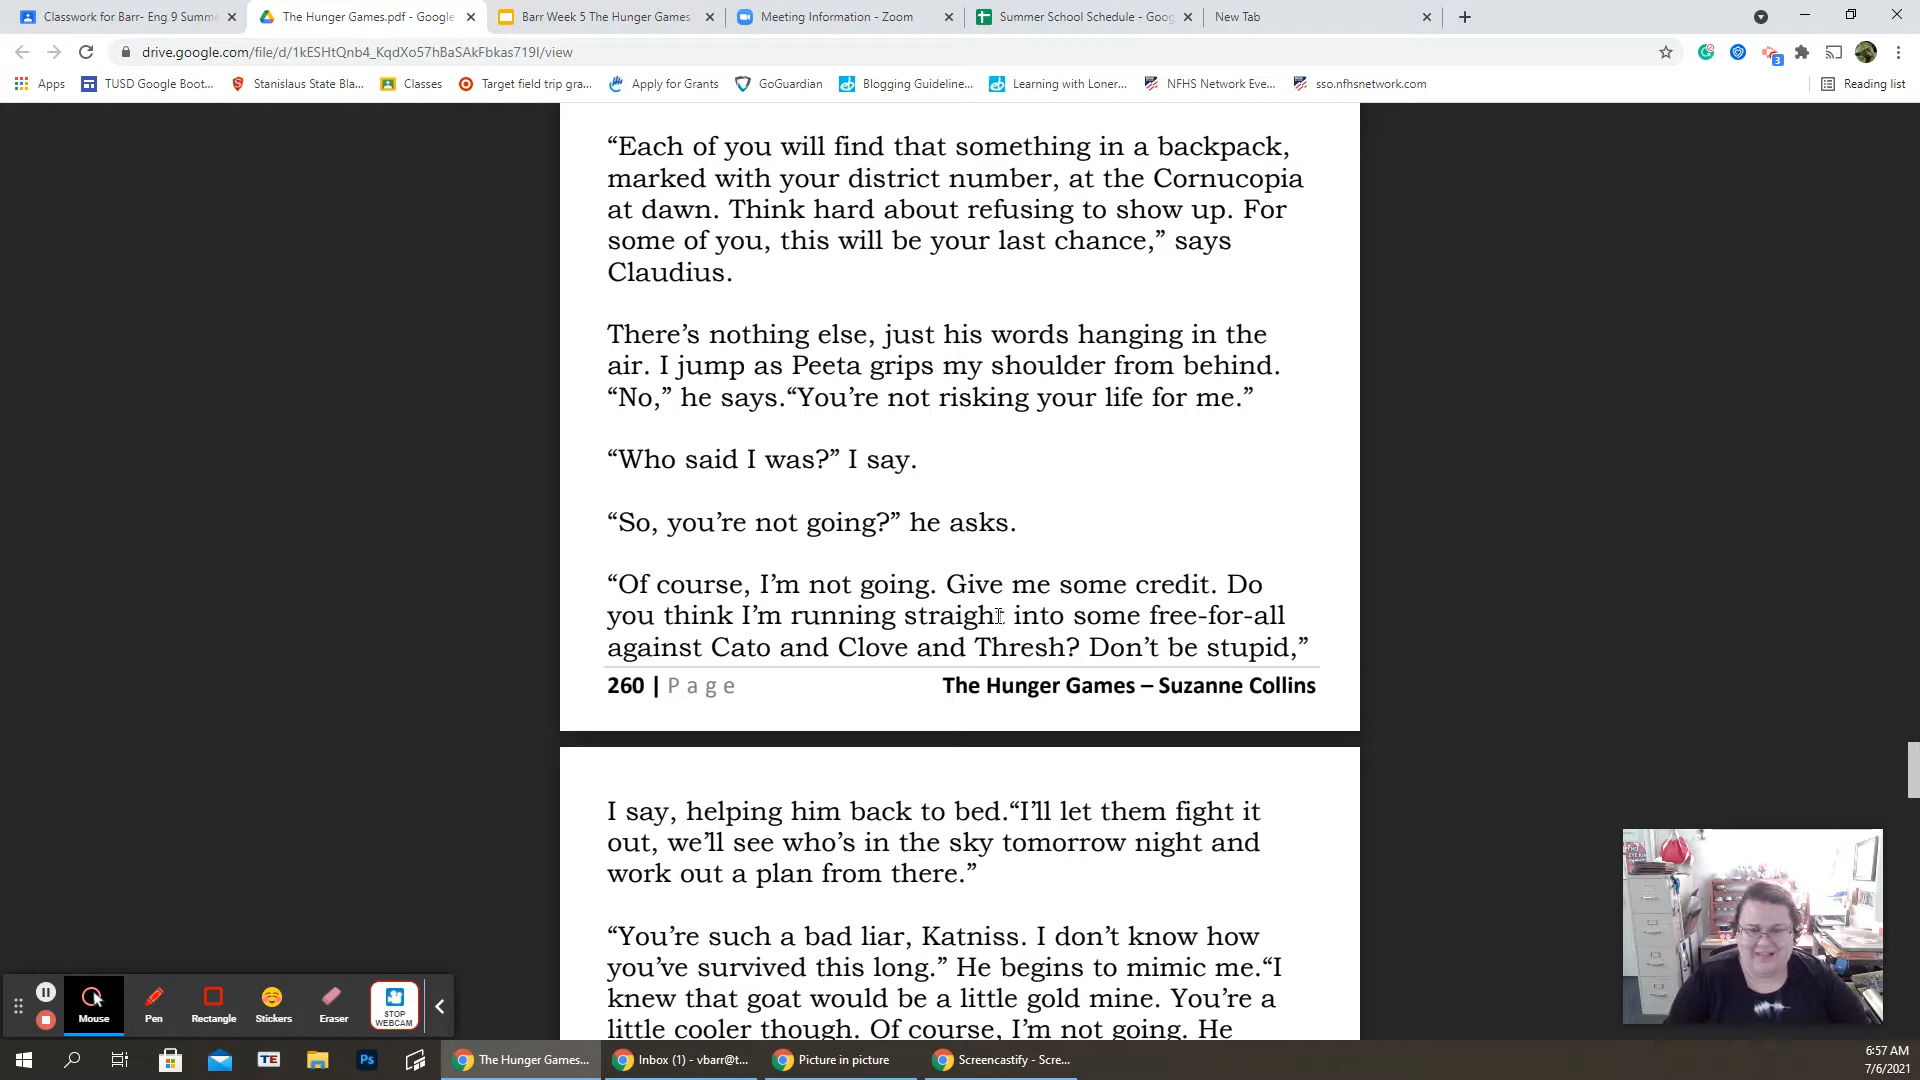 Classwork for Barr- Eng 9 Summe
The Hunger Games.pdf - Google
Barr Week 5 The Hunger Games
Meeting Information - Zoom
Summer School Schedule - Goog
New Tab
drive.google.com/file/d/1kESHtQnb4_KqdXo57hBaSAkFbkas719I/view
3
Apps
TUSD Google Boot...
Stanislaus State Bla...
Classes
Target field trip gra...
Apply for Grants
GoGuardian
Blogging Guideline...
Learning with Loner...
NFHS Network Eve...
sso.nfhsnetwork.com
Reading list
“Each of you will find that something in a backpack,
marked with your district number, at the Cornucopia
at dawn. Think hard about refusing to show up. For
some of you, this will be your last chance,” says
Claudius.
There’s nothing else, just his words hanging in the
air. I jump as Peeta grips my shoulder from behind.
“No,” he says.“You’re not risking your life for me.”
“Who said I was?” I say.
“So, you’re not going?” he asks.
“Of course, I’m not going. Give me some credit. Do
you think I’m running straight into some free-for-all
against Cato and Clove and Thresh? Don’t be stupid,”
260 | Page
The Hunger Games – Suzanne Collins
I say, helping him back to bed.“I’ll let them fight it
out, we’ll see who’s in the sky tomorrow night and
work out a plan from there.”
“You’re such a bad liar, Katniss. I don’t know how
you’ve survived this long.” He begins to mimic me.“I
knew that goat would be a little gold mine. You’re a
little cooler though. Of course, I’m not going. He
Mouse
Pen
Rectangle
Stickers
Eraser
STOP
WEBCAM
TE
Ps
The Hunger Games...
Inbox (1) - vbarr@t...
Picture in picture
Screencastify - Scre...
6:57 AM
7/6/2021